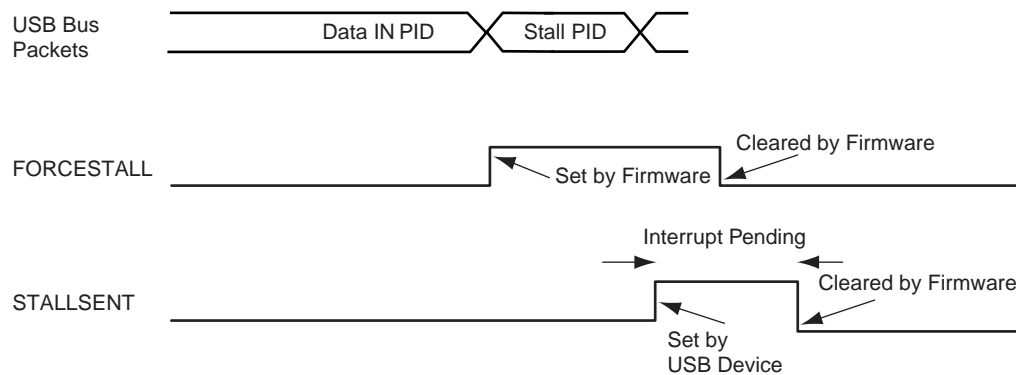 USB Bus
Packets
Data IN PID
Stall PID
FORCESTALL
Set by Firmware
Cleared by Firmware
Interrupt Pending
STALLSENT
Set by
USB Device
Cleared by Firmware